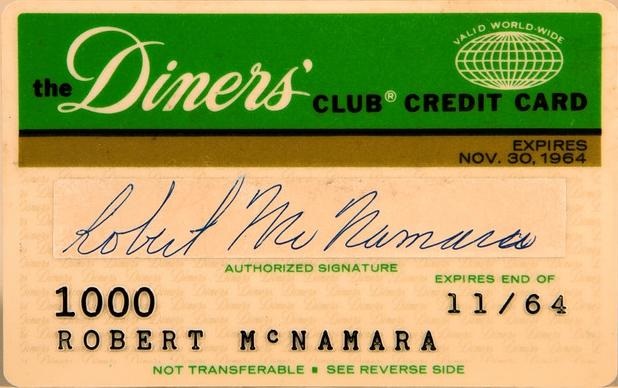 VALID WORLD-WIDE
the Diners' CLUB® CREDIT CARD
EXPIRES
NOV. 30, 1964
Robert McNamara
AUTHORIZED SIGNATURE
EXPIRES END OF
1000
11/64
ROBERT McNAMARA
NOT TRANSFERABLE ▪ SEE REVERSE SIDE